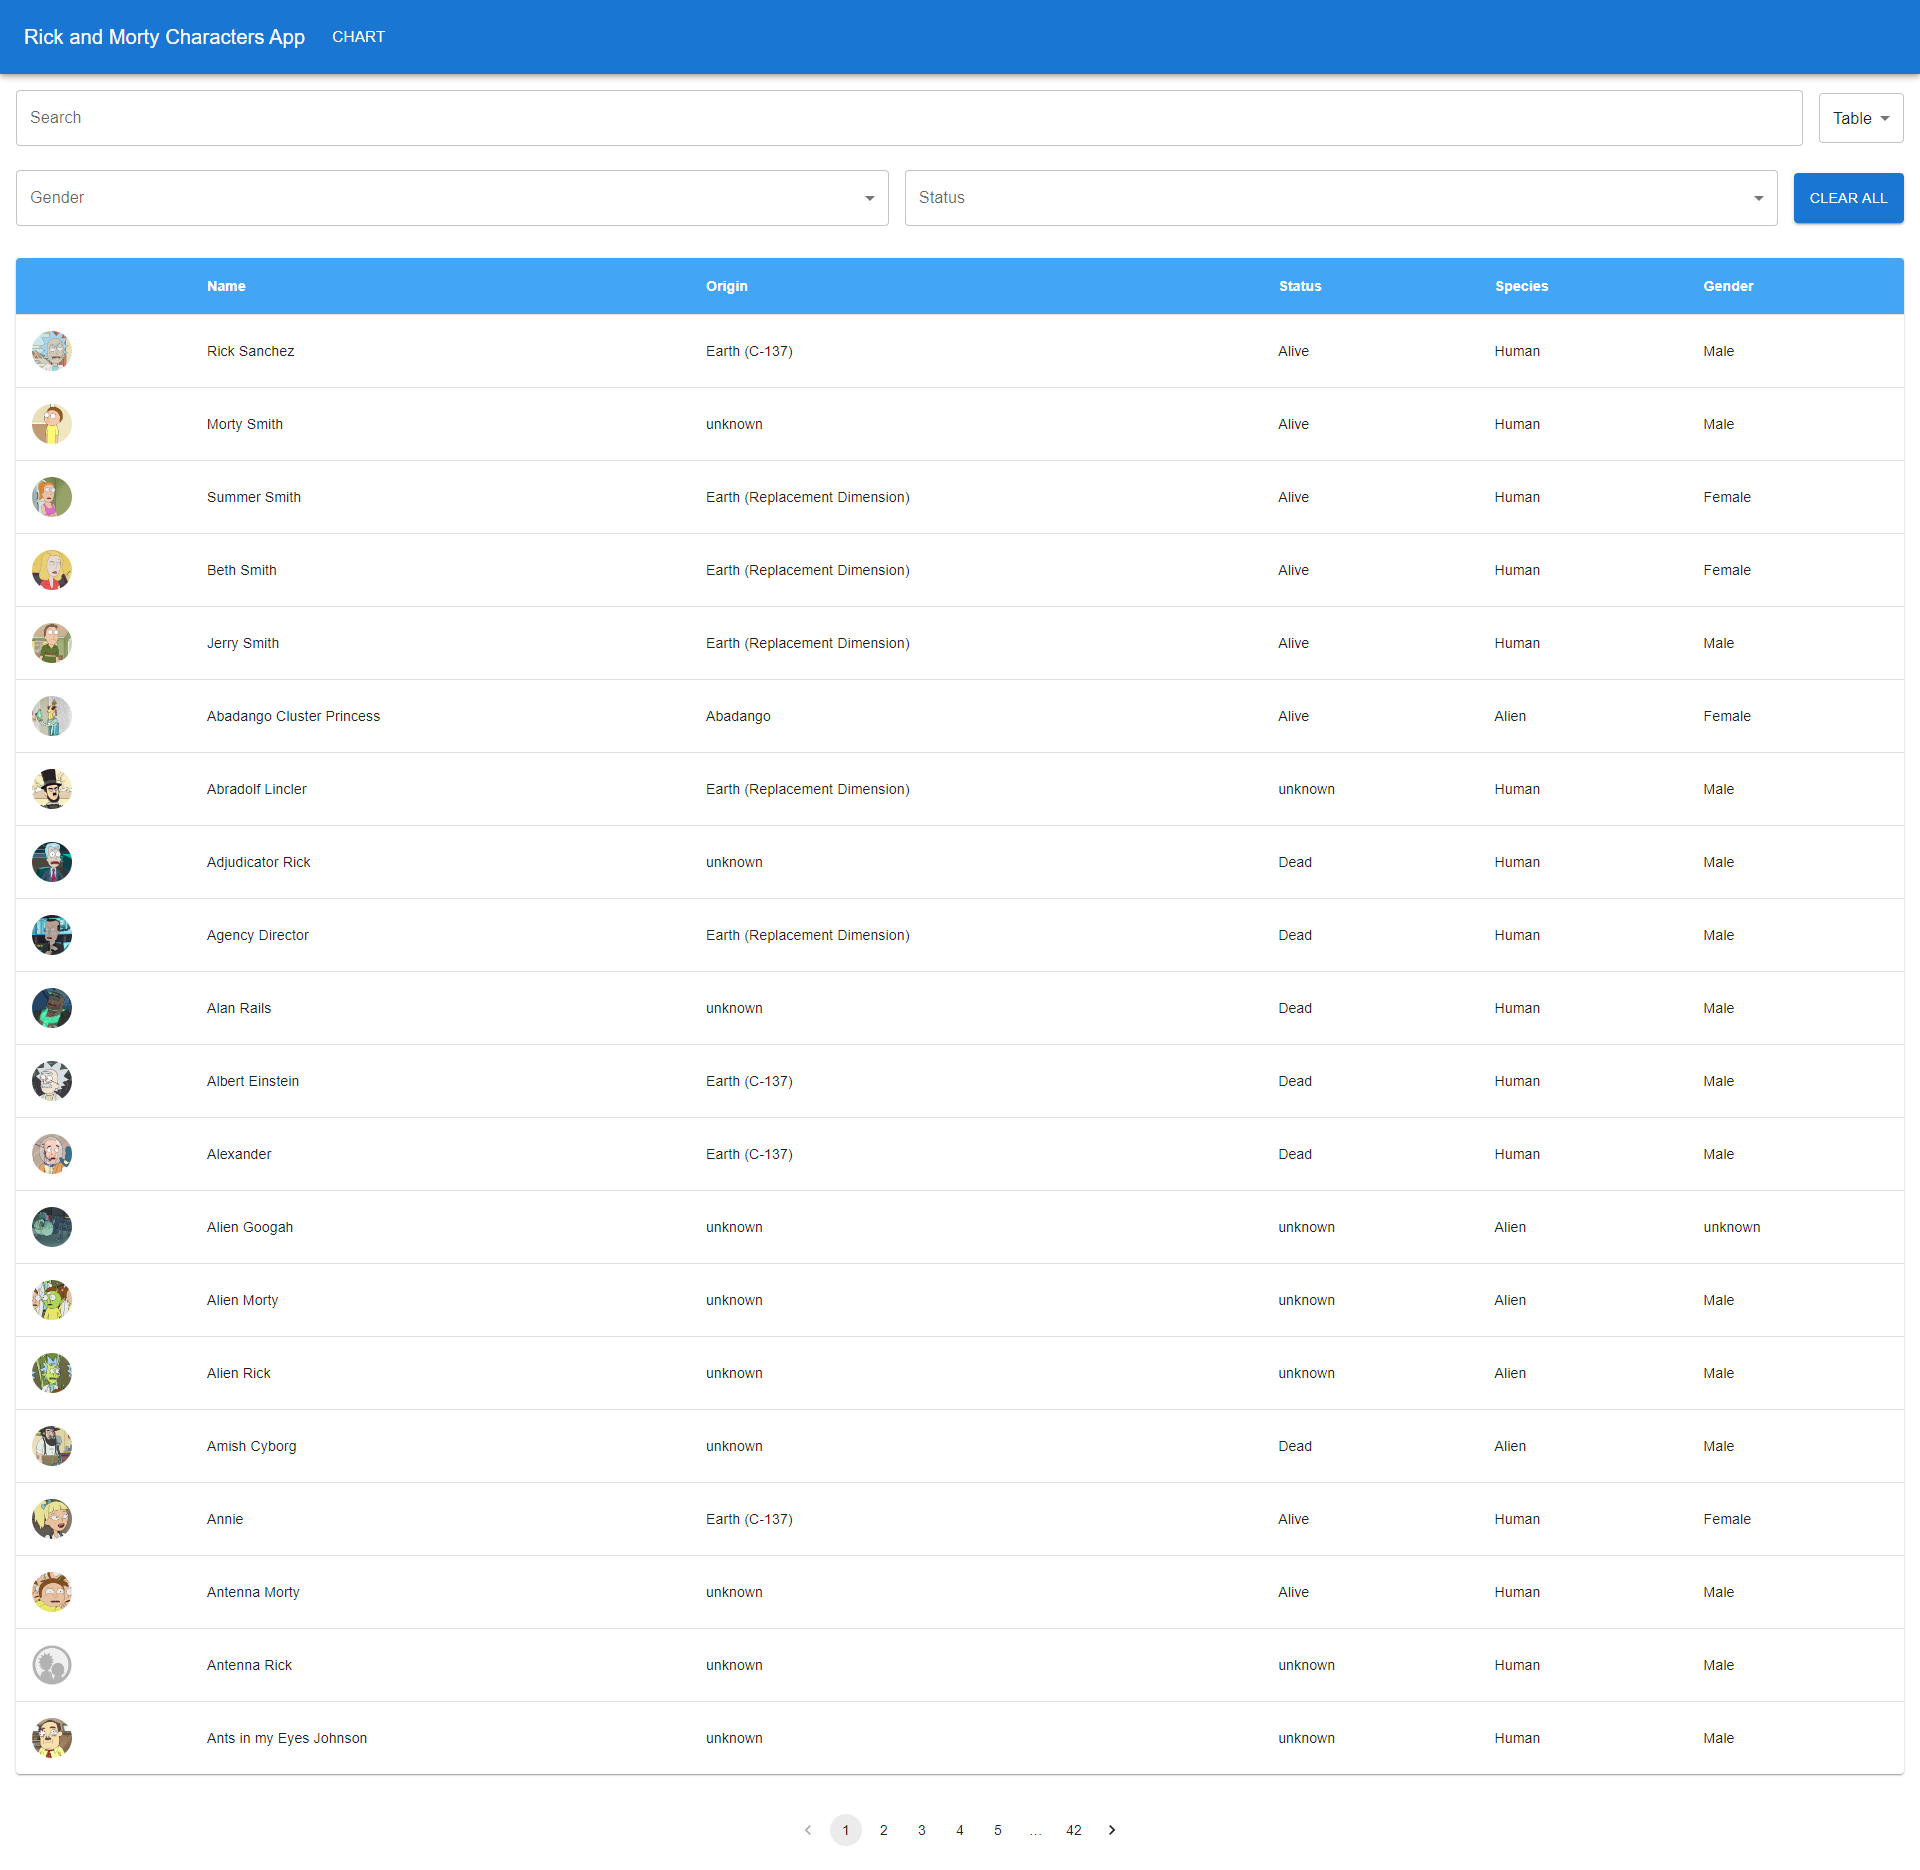 Rick and Morty Characters App CHART
Search Table
Gender Status CLEAR ALL
Name Origin Status Species Gender
Rick Sanchez Earth (C-137) Alive Human Male
Morty Smith unknown Alive Human Male
Summer Smith Earth (Replacement Dimension) Alive Human Female
Beth Smith Earth (Replacement Dimension) Alive Human Female
Jerry Smith Earth (Replacement Dimension) Alive Human Male
Abadango Cluster Princess Abadango Alive Alien Female
Abradolf Lincler Earth (Replacement Dimension) unknown Human Male
Adjudicator Rick unknown Dead Human Male
Agency Director Earth (Replacement Dimension) Dead Human Male
Alan Rails unknown Dead Human Male
Albert Einstein Earth (C-137) Dead Human Male
Alexander Earth (C-137) Dead Human Male
Alien Googah unknown unknown Alien unknown
Alien Morty unknown unknown Alien Male
Alien Rick unknown unknown Alien Male
Amish Cyborg unknown Dead Alien Male
Annie Earth (C-137) Alive Human Female
Antenna Morty unknown Alive Human Male
Antenna Rick unknown unknown Human Male
Ants in my Eyes Johnson unknown unknown Human Male
1 2 3 4 5 ... 42